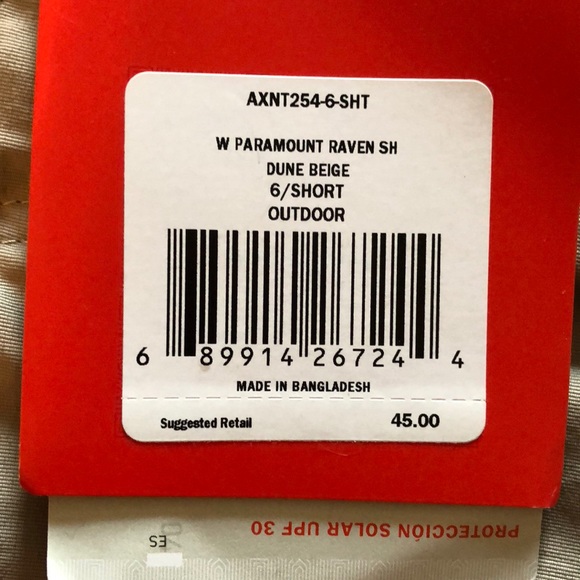 AXNT254-6-SHT
W PARAMOUNT RAVEN SH
DUNE BEIGE
6/SHORT
OUTDOOR
6 89914 26724 4
MADE IN BANGLADESH
Suggested Retail 45.00
PROTECCIÓN SOLAR UPF 30
ES